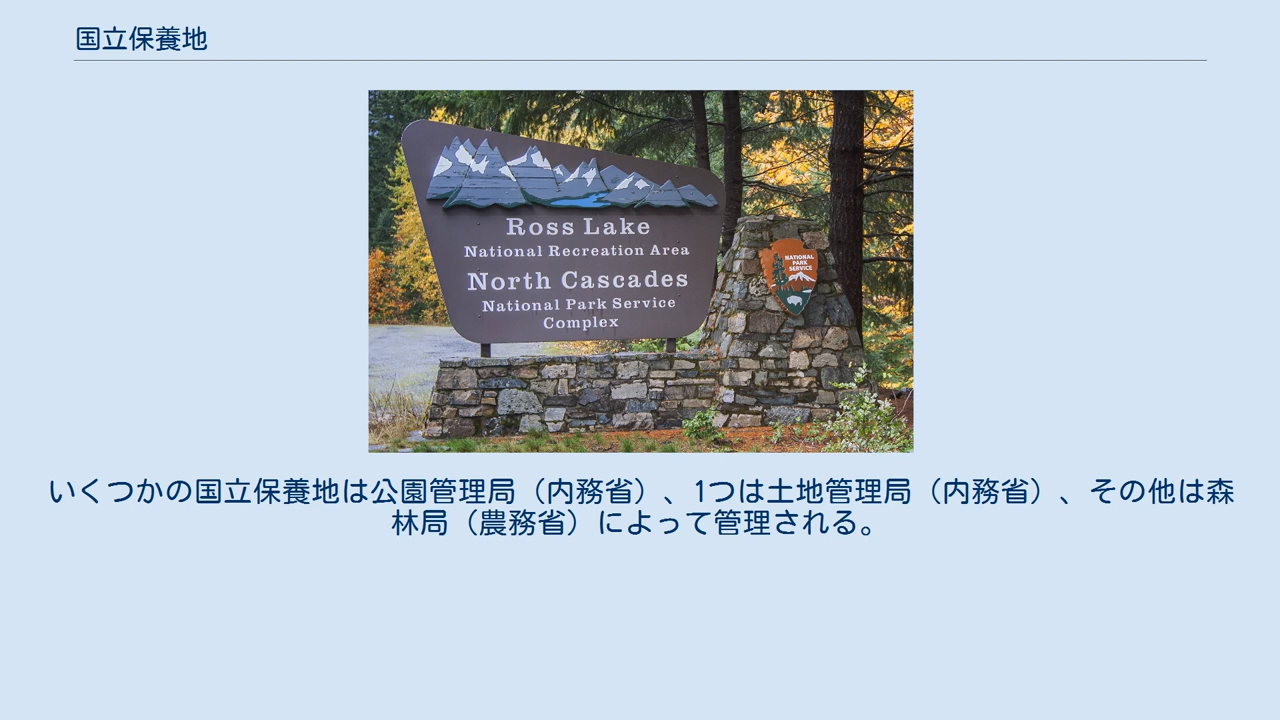 国立保養地
Ross Lake
National Recreation Area
North Cascades
National Park Service
Complex
NATIONAL
PARK
SERVICE
いくつかの国立保養地は公園管理局（内務省）、1つは土地管理局（内務省）、その他は森
林局（農務省）によって管理される。